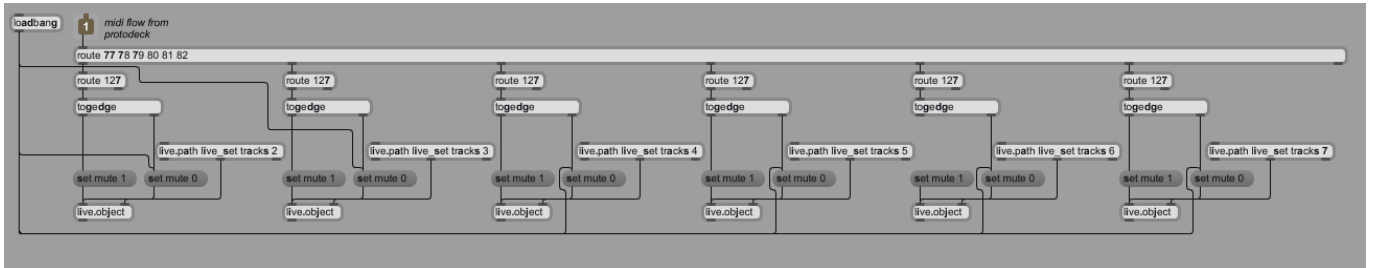 loadbang
1
midi flow from
protodeck
route 77 78 79 80 81 82
route 127 route 127 route 127 route 127 route 127 route 127
togedge togedge togedge togedge togedge togedge
live.path live_set tracks 2 live.path live_set tracks 3 live.path live_set tracks 4 live.path live_set tracks 5 live.path live_set tracks 6 live.path live_set tracks 7
set mute 1 set mute 0 set mute 1 set mute 0 set mute 1 set mute 0 set mute 1 set mute 0 set mute 1 set mute 0 set mute 1 set mute 0
live.object live.object live.object live.object live.object live.object